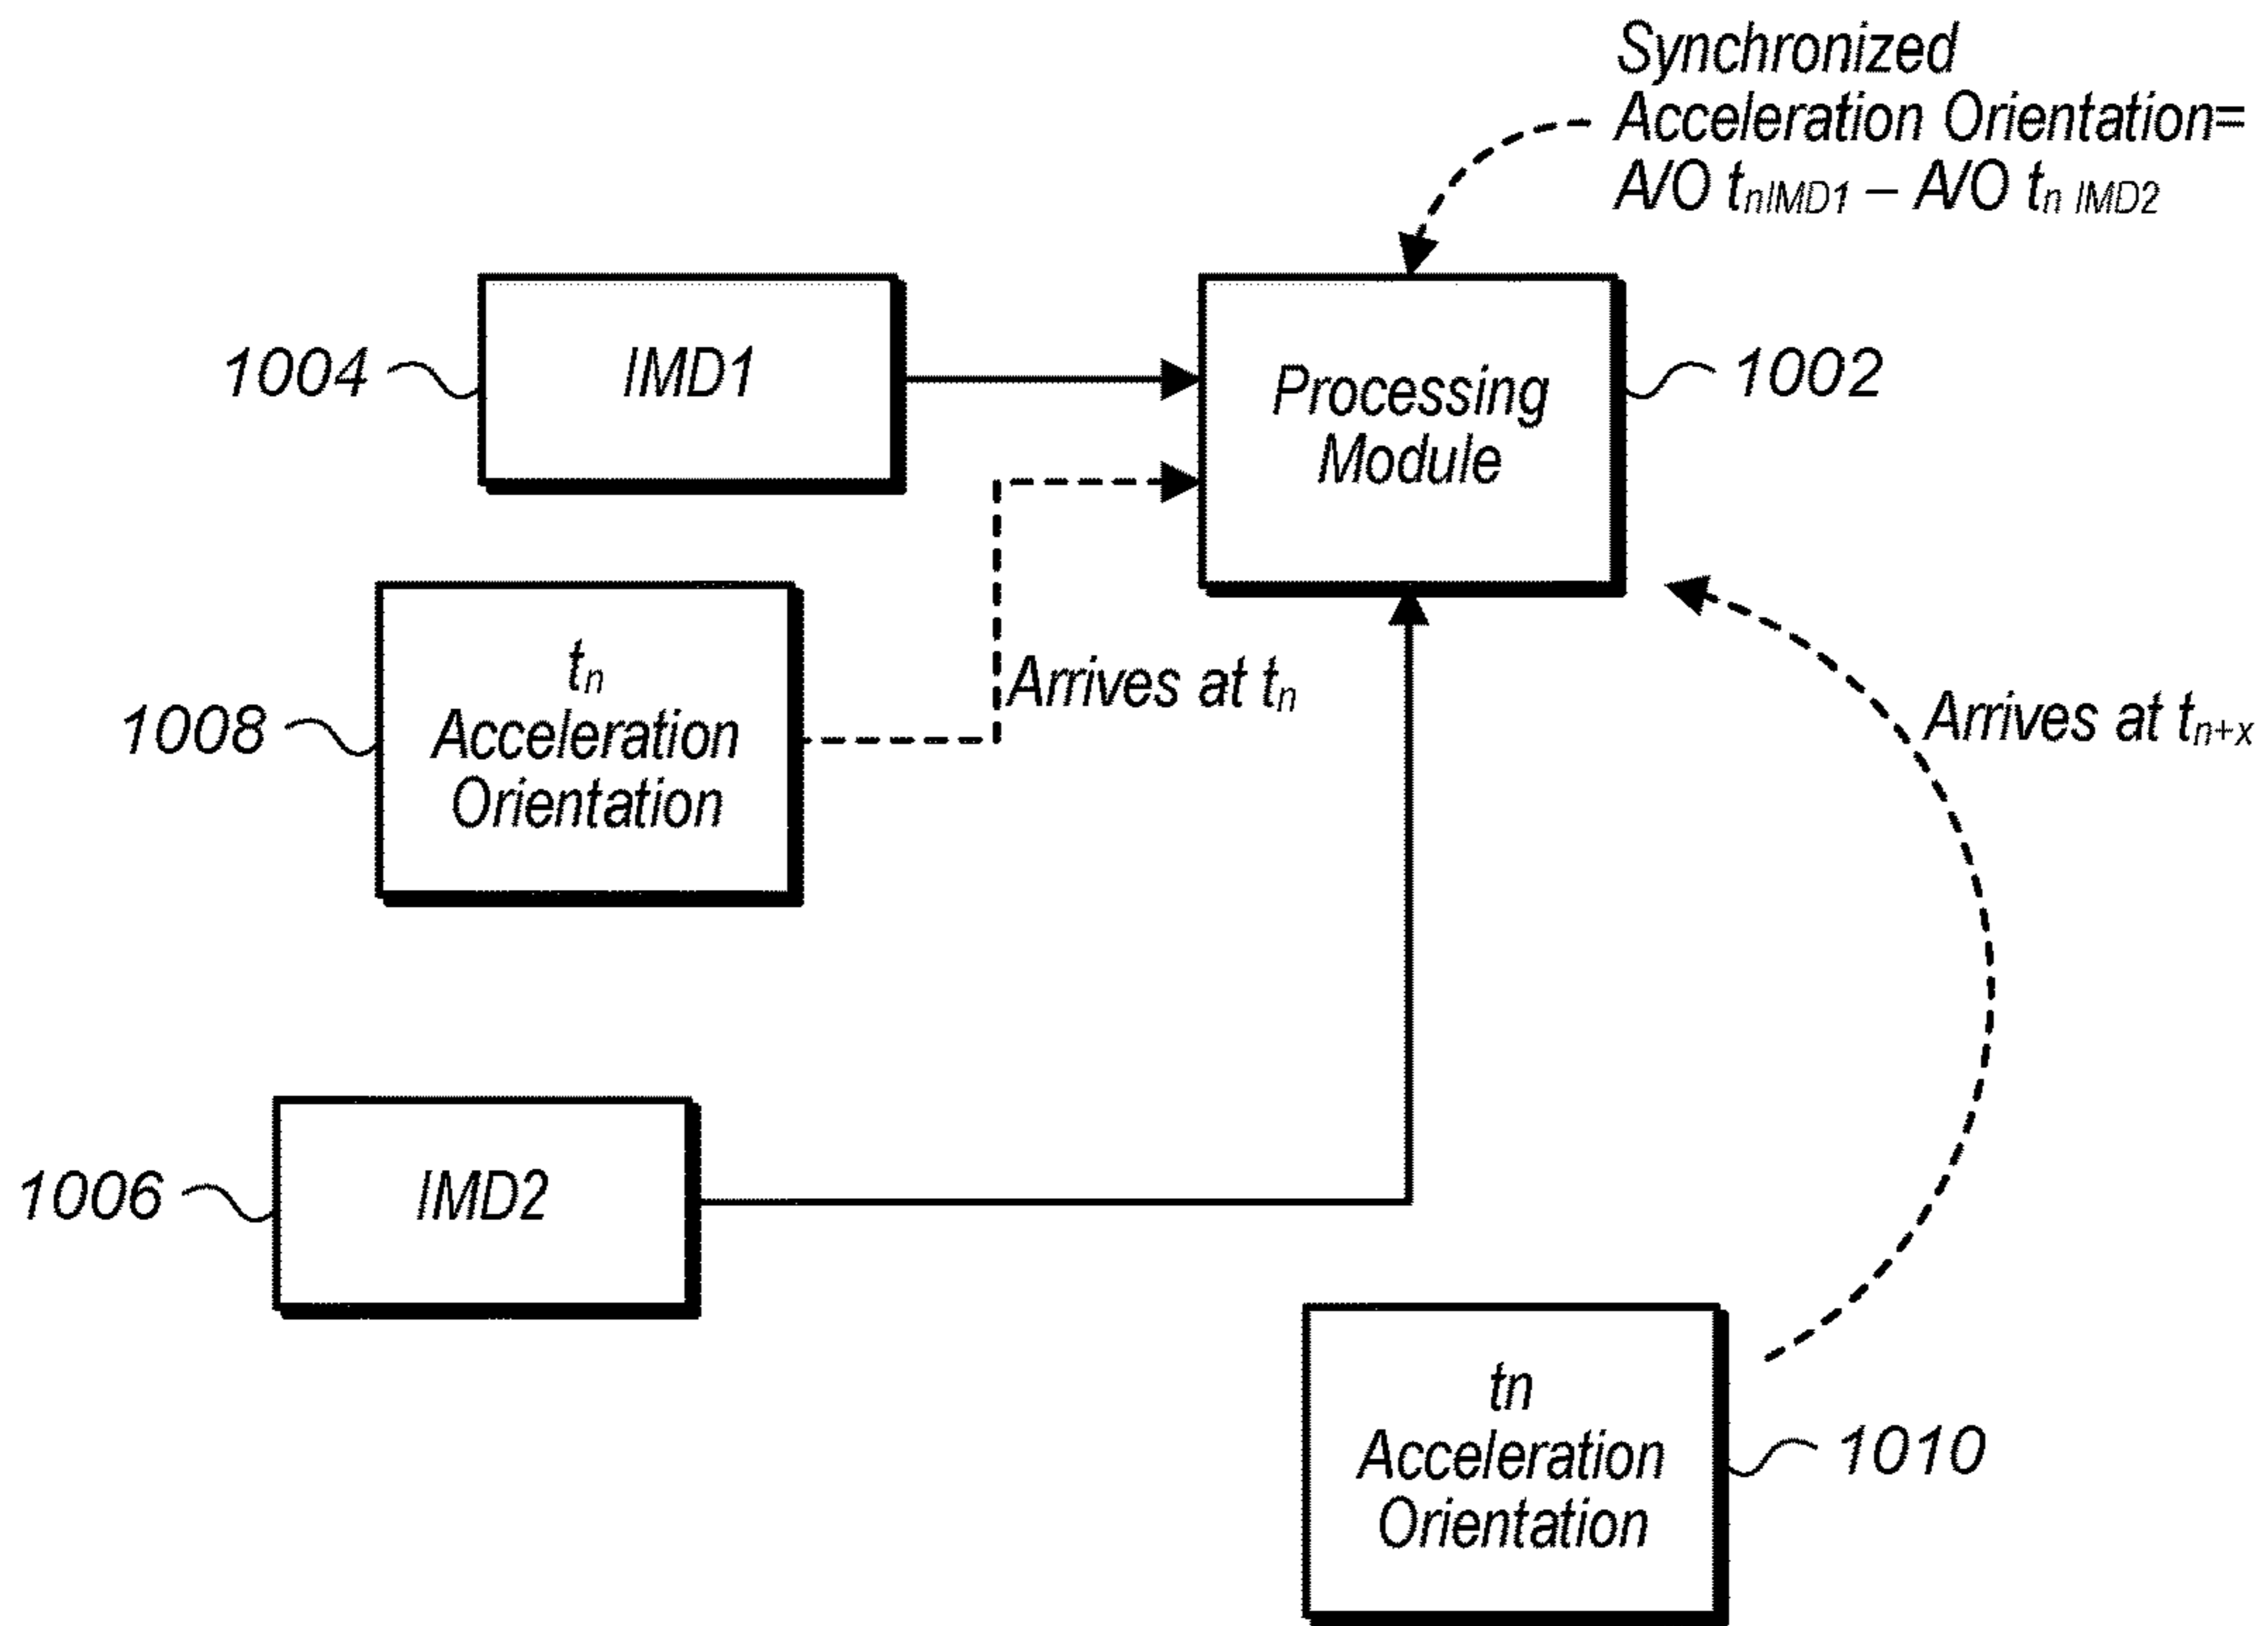 Synchronized
Acceleration Orientation=
A/O tnIMD1 – A/O tn IMD2
1004
IMD1
Processing
Module
1002
tn
Acceleration
Orientation
1008
Arrives at tn
Arrives at tn+x
1006
IMD2
tn
Acceleration
Orientation
1010